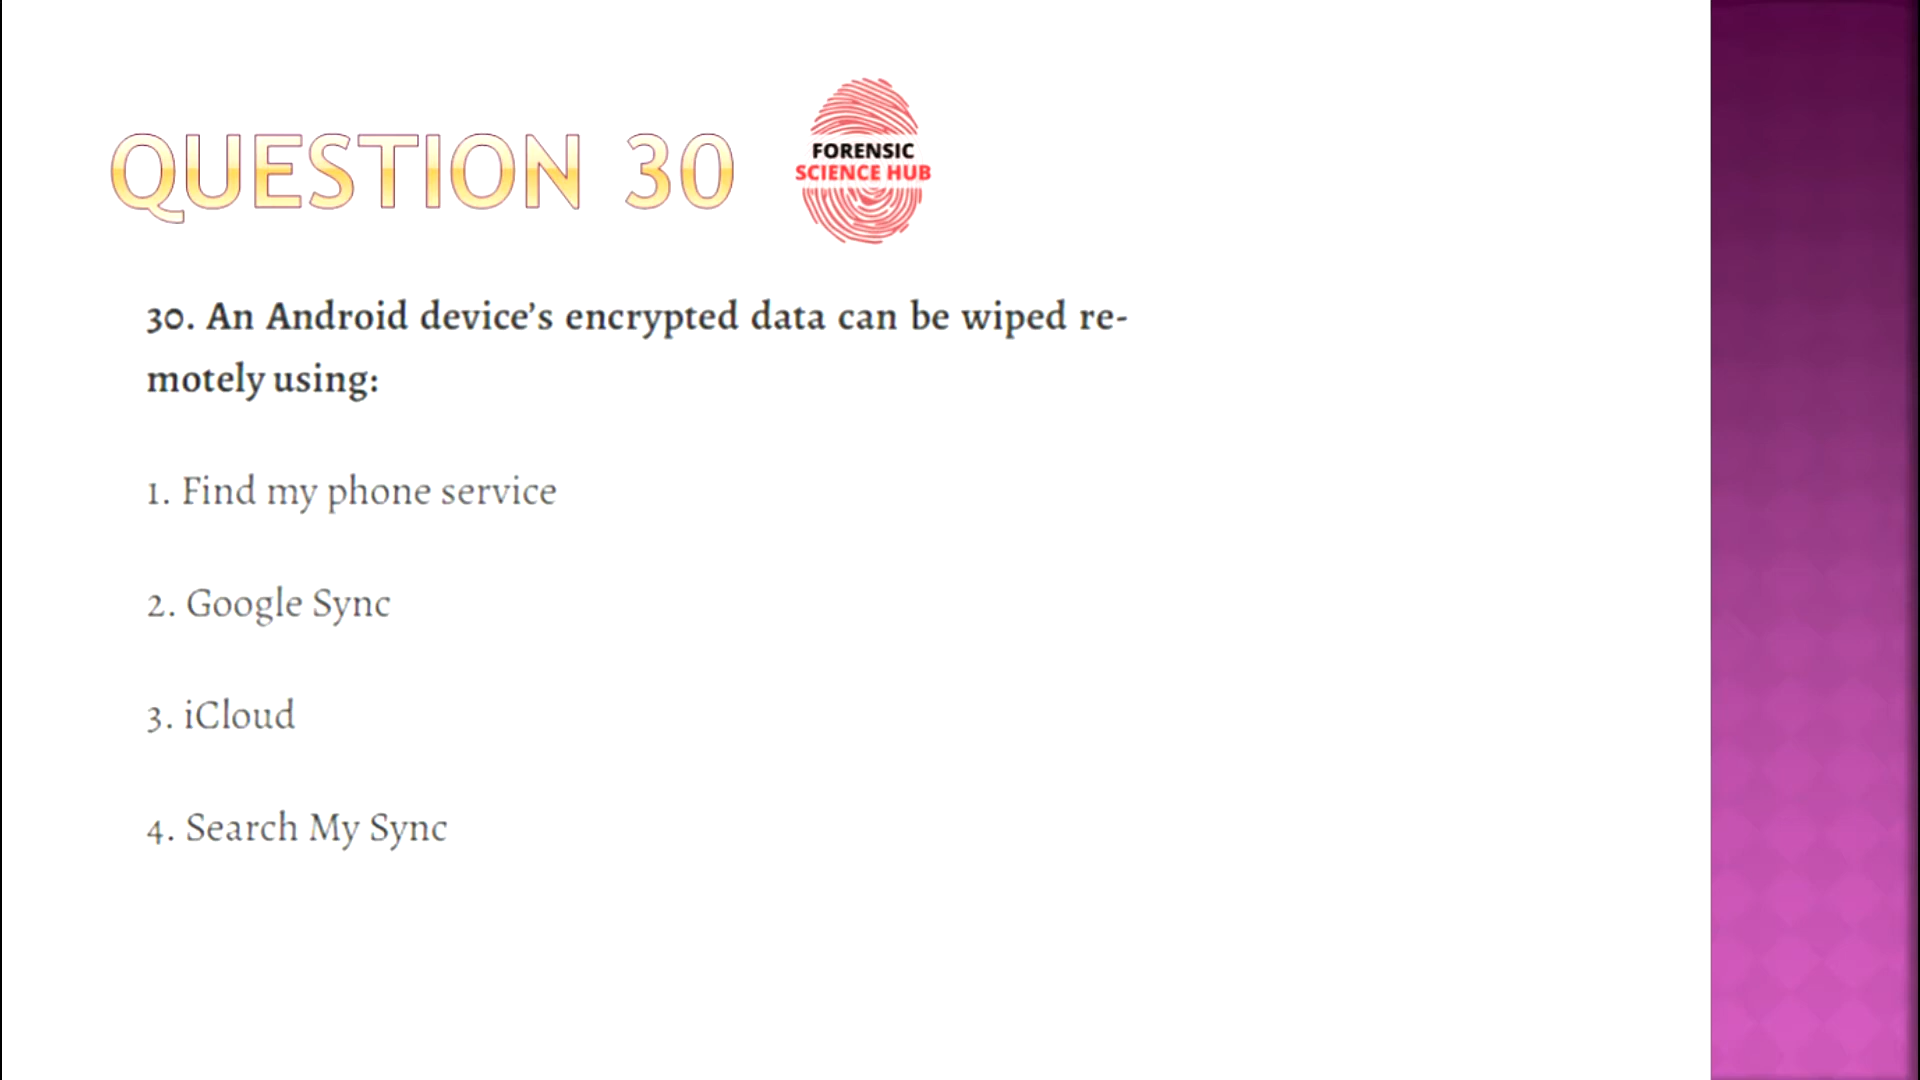 QUESTION 30
FORENSIC
SCIENCE HUB
30. An Android device’s encrypted data can be wiped re-
motely using:
1. Find my phone service
2. Google Sync
3. iCloud
4. Search My Sync